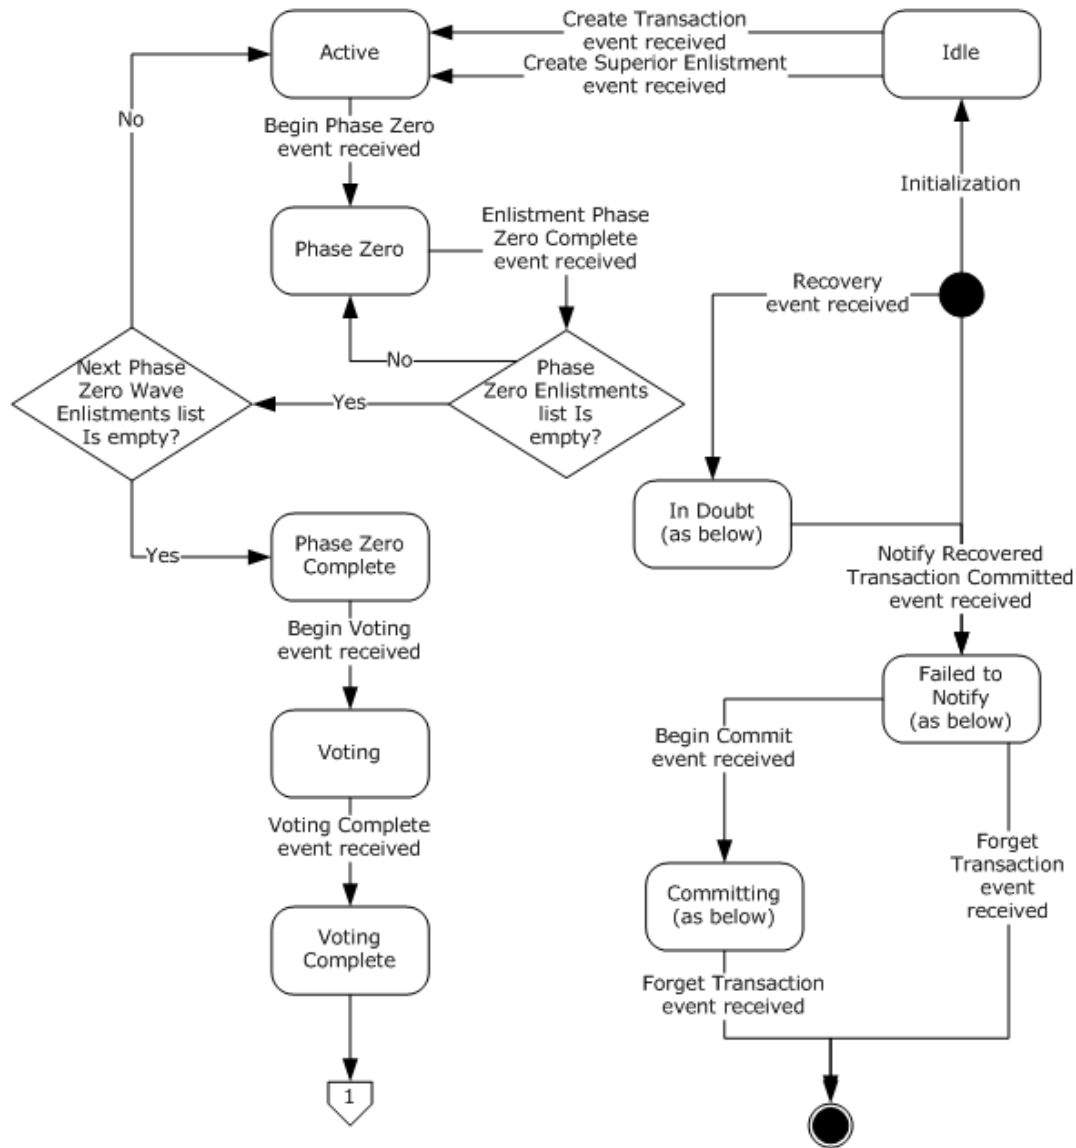 Create Transaction
event received
Active
Idle
Create Superior Enlistment
event received
No
Begin Phase Zero
event received
Initialization
Enlistment Phase
Zero Complete
event received
Phase Zero
Recovery
event received
No
Next Phase
Zero Wave
Enlistments list
Is empty?
Yes
Phase
Zero Enlistments
list Is
empty?
In Doubt
(as below)
Yes
Phase Zero
Complete
Notify Recovered
Transaction Committed
event received
Begin Voting
event received
Failed to
Notify
(as below)
Voting
Begin Commit
event received
Voting Complete
event received
Forget
Transaction
event
received
Committing
(as below)
Voting
Complete
Forget Transaction
event received
1